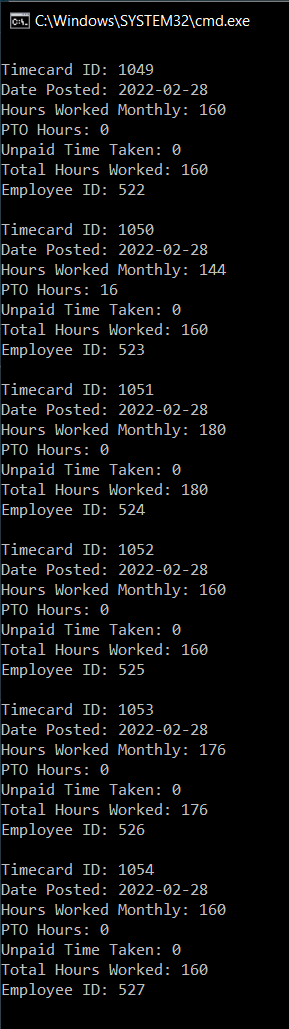 C:\Windows\SYSTEM32\cmd.exe
Timecard ID: 1049
Date Posted: 2022-02-28
Hours Worked Monthly: 160
PTO Hours: 0
Unpaid Time Taken: 0
Total Hours Worked: 160
Employee ID: 522
Timecard ID: 1050
Date Posted: 2022-02-28
Hours Worked Monthly: 144
PTO Hours: 16
Unpaid Time Taken: 0
Total Hours Worked: 160
Employee ID: 523
Timecard ID: 1051
Date Posted: 2022-02-28
Hours Worked Monthly: 180
PTO Hours: 0
Unpaid Time Taken: 0
Total Hours Worked: 180
Employee ID: 524
Timecard ID: 1052
Date Posted: 2022-02-28
Hours Worked Monthly: 160
PTO Hours: 0
Unpaid Time Taken: 0
Total Hours Worked: 160
Employee ID: 525
Timecard ID: 1053
Date Posted: 2022-02-28
Hours Worked Monthly: 176
PTO Hours: 0
Unpaid Time Taken: 0
Total Hours Worked: 176
Employee ID: 526
Timecard ID: 1054
Date Posted: 2022-02-28
Hours Worked Monthly: 160
PTO Hours: 0
Unpaid Time Taken: 0
Total Hours Worked: 160
Employee ID: 527